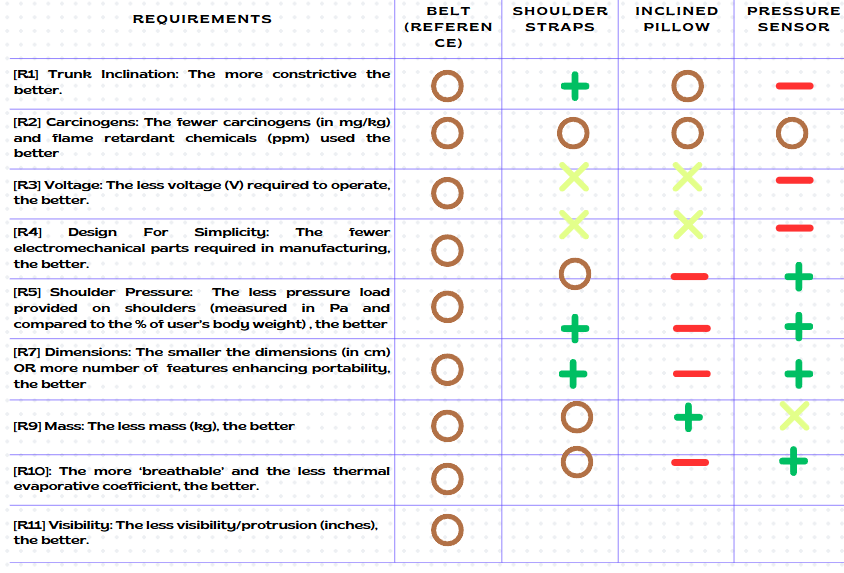 REQUIREMENTS
BELT
(REFEREN
CE)
SHOULDER
STRAPS
INCLINED
PILLOW
PRESSURE
SENSOR
[R1] Trunk Inclination: The more constrictive the
better.
[R2] Carcinogens: The fewer carcinogens (in mg/kg)
and flame retardant chemicals (ppm) used the
better
[R3] Voltage: The less voltage (V) required to operate,
the better.
[R4] Design For Simplicity: The fewer
electromechanical parts required in manufacturing,
the better.
[R5] Shoulder Pressure: The less pressure load
provided on shoulders (measured in Pa and
compared to the % of user's body weight) , the better
[R7] Dimensions: The smaller the dimensions (in cm)
OR more number of features enhancing portability,
the better
[R9] Mass: The less mass (kg), the better
[R10]: The more 'breathable' and the less thermal
evaporative coefficient, the better.
[R11] Visibility: The less visibility/protrusion (inches),
the better.